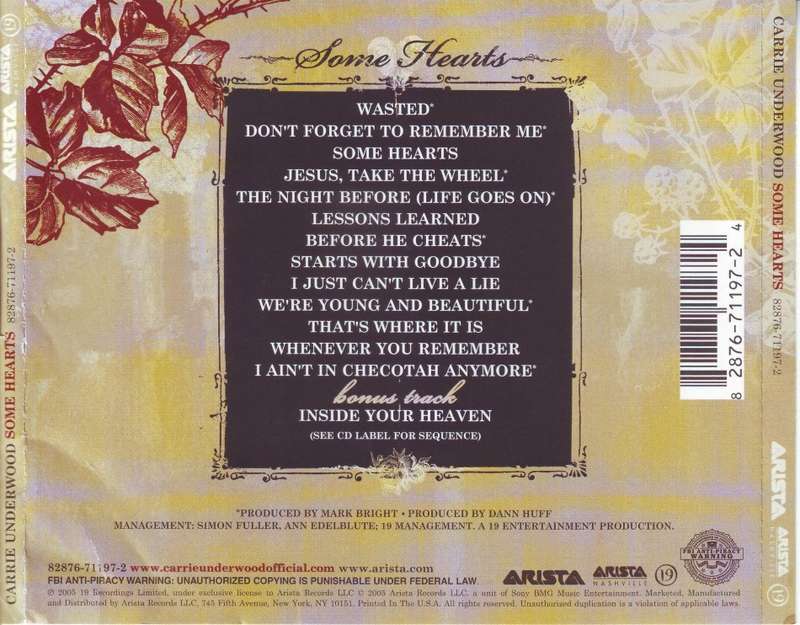 Some Hearts
WASTED*
DON'T FORGET TO REMEMBER ME*
SOME HEARTS
JESUS, TAKE THE WHEEL*
THE NIGHT BEFORE (LIFE GOES ON)*
LESSONS LEARNED
BEFORE HE CHEATS*
STARTS WITH GOODBYE
I JUST CAN'T LIVE A LIE
WE'RE YOUNG AND BEAUTIFUL*
THAT'S WHERE IT IS
WHENEVER YOU REMEMBER
I AIN'T IN CHECOTAH ANYMORE*
bonus track
INSIDE YOUR HEAVEN
(SEE CD LABEL FOR SEQUENCE)
*PRODUCED BY MARK BRIGHT • PRODUCED BY DANN HUFF
MANAGEMENT: SIMON FULLER, ANN EDELBLUTE; 19 MANAGEMENT. A 19 ENTERTAINMENT PRODUCTION.
82876-71197-2 www.carrieunderwoodofficial.com www.arista.com
FBI ANTI-PIRACY WARNING: UNAUTHORIZED COPYING IS PUNISHABLE UNDER FEDERAL LAW.
℗ 2005 19 Recordings Limited, under exclusive license to Arista Records LLC © 2005 Arista Records LLC, a unit of Sony BMG Music Entertainment. Marketed, Manufactured
and Distributed by Arista Records LLC, 745 Fifth Avenue, New York, NY 10151. Printed In The U.S.A. All rights reserved. Unauthorised duplication is a violation of applicable laws.
ARISTA
ARISTA
NASHVILLE
19
FBI ANTI-PIRACY
WARNING
8 2876-71197-2 4
CARRIE UNDERWOOD SOME HEARTS 82876-71197-2
ARISTA
ARISTA
NASHVILLE
19
CARRIE UNDERWOOD SOME HEARTS 82876-71197-2
ARISTA
ARISTA
NASHVILLE
19